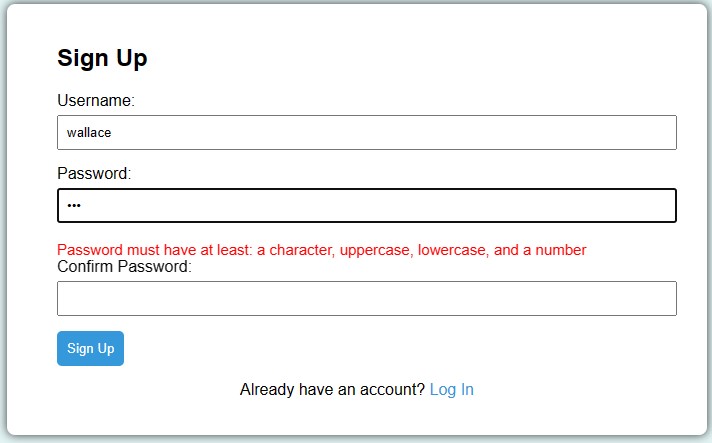 Sign Up
Username:
wallace
Password:
•••
Password must have at least: a character, uppercase, lowercase, and a number
Confirm Password:
Sign Up
Already have an account? Log In